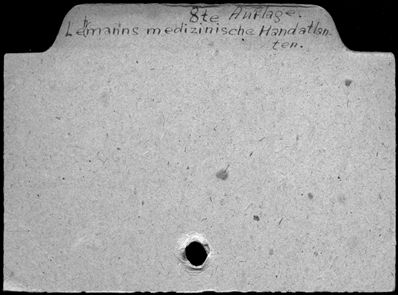 8te Auflage.
Lehmanns medizinische Handatlan-
ten.